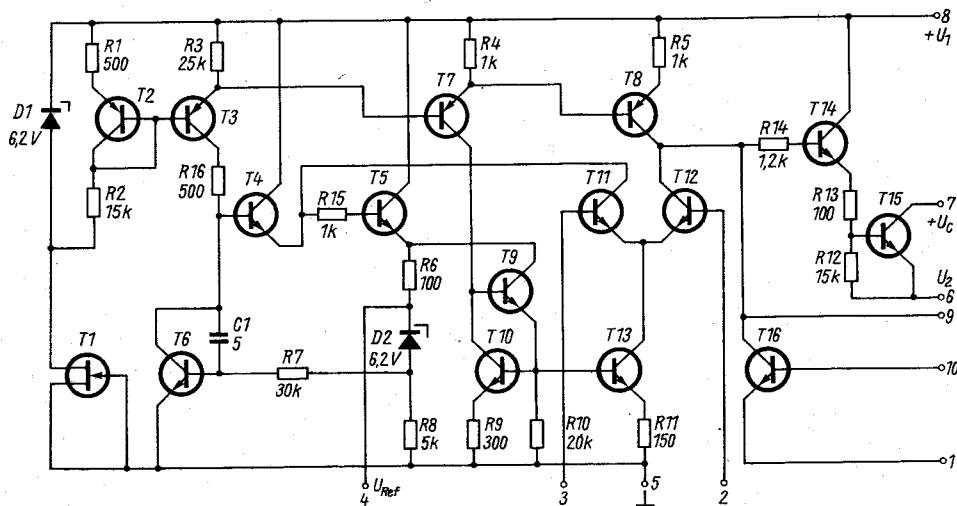 R1
500
R3
25k
R4
1k
R5
1k
8
+U1
T2
T3
T7
T8
T14
D1
6,2V
R14
1,2k
R16
500
T4
T5
T11
T12
R2
15k
R15
1k
R13
100
T15
7
+UC
R12
15k
R6
100
T9
U2
6
9
T1
T6
C1
5
R7
30k
D2
6,2V
T10
T13
T16
10
R8
5k
R9
300
R10
20k
R11
150
1
4
URef
3
5
2